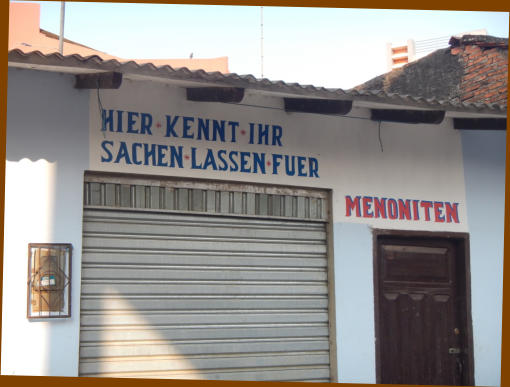 HIER KENNT IHR
SACHEN LASSEN FUER
MENONITEN